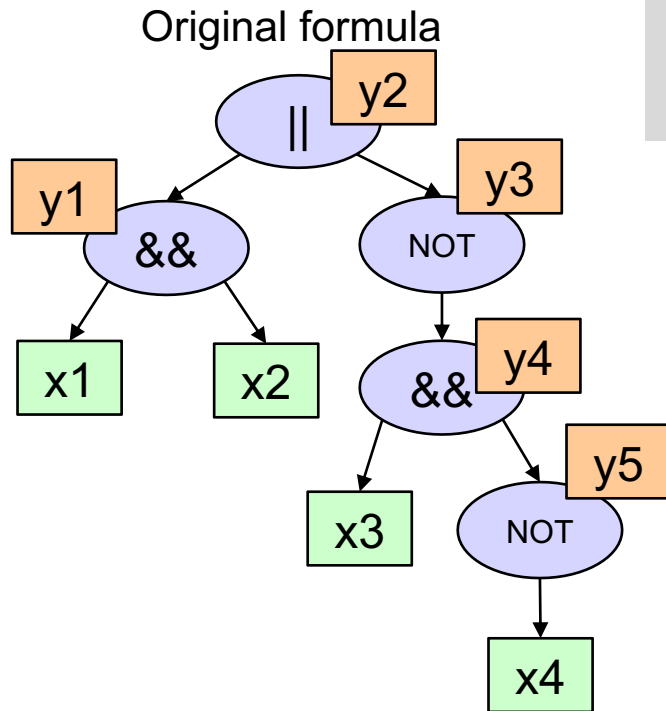 Original formula
y2
||
y1
y3
&&
NOT
x1
x2
y4
&&
y5
x3
NOT
x4